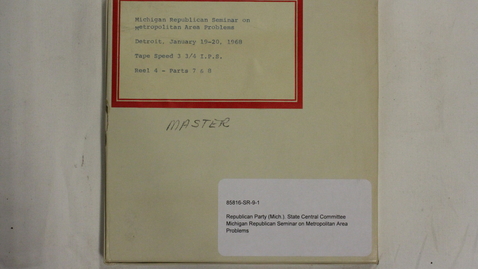 Michigan Republican Seminar on
Metropolitan Area Problems
Detroit, January 19-20, 1968
Tape Speed 3 3/4 I.P.S.
Reel 4 - Parts 7 & 8
MASTER
85816-SR-9-1
Republican Party (Mich.). State Central Committee
Michigan Republican Seminar on Metropolitan Area
Problems